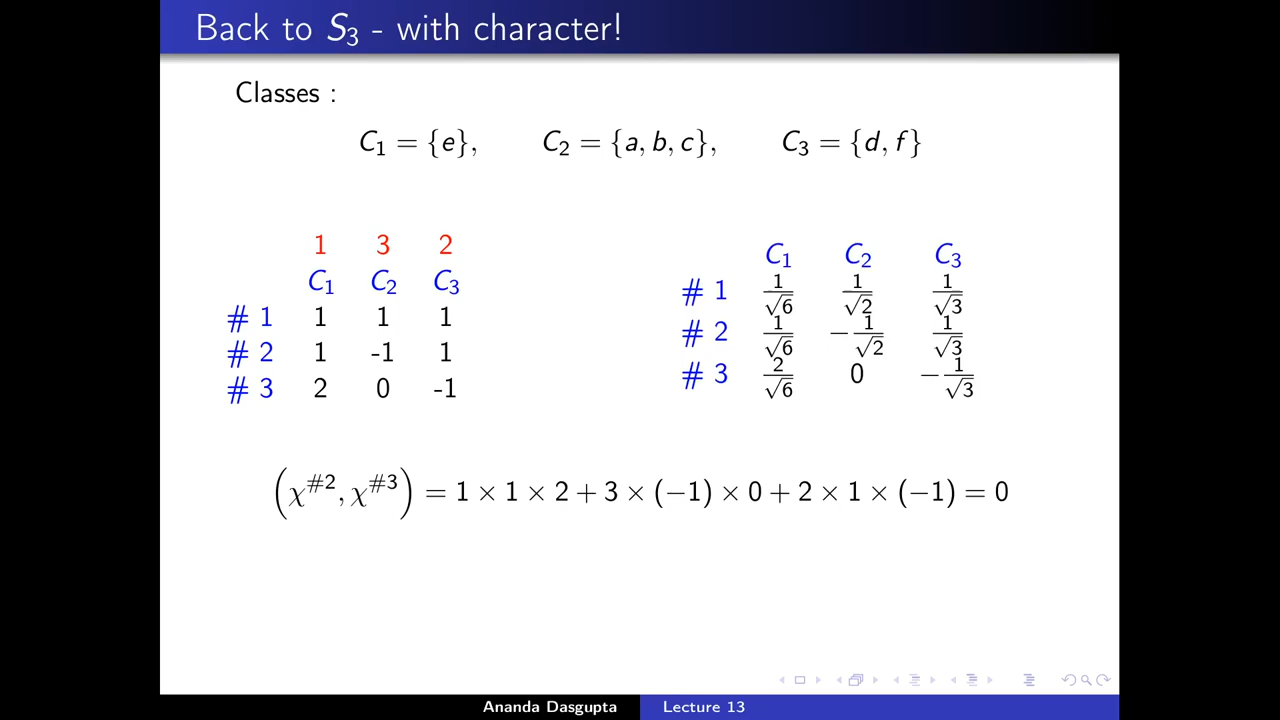 Back to S₃ - with character!
Classes :
C₁ = {e}, C₂ = {a, b, c}, C₃ = {d, f}
1 3 2
C₁ C₂ C₃
# 1 1 1 1
# 2 1 -1 1
# 3 2 0 -1
C₁ C₂ C₃
# 1 1/√6 1/√2 1/√3
# 2 1/√6 −1/√2 1/√3
# 3 2/√6 0 −1/√3
(χ^#2, χ^#3) = 1 × 1 × 2 + 3 × (−1) × 0 + 2 × 1 × (−1) = 0
Ananda Dasgupta Lecture 13